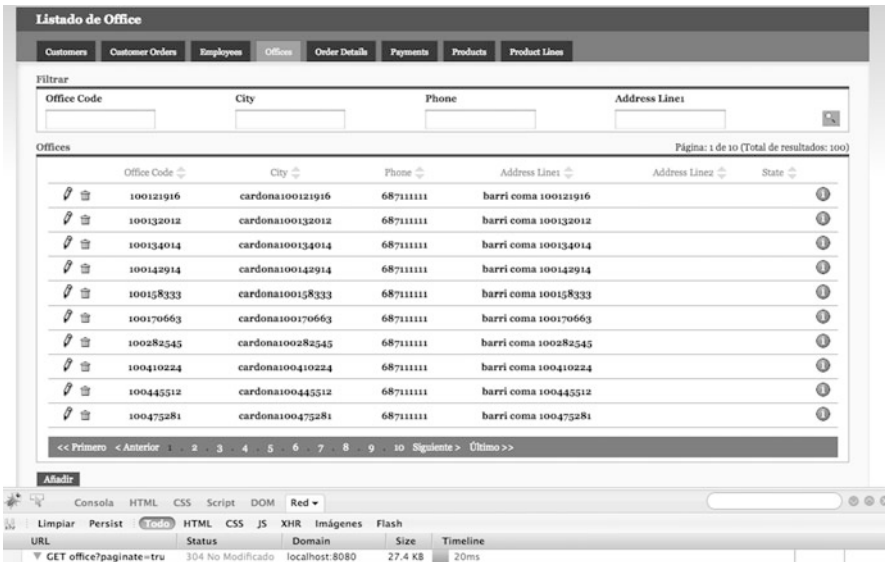 Listado de Office
Customers Customer Orders Employees Offices Order Details Payments Products Product Lines
Filtrar
Office Code City Phone Address Line1
Offices Página: 1 de 10 (Total de resultados: 100)
Office Code City Phone Address Line1 Address Line2 State
100121916 cardona100121916 687111111 barri coma 100121916
100132012 cardona100132012 687111111 barri coma 100132012
100134014 cardona100134014 687111111 barri coma 100134014
100142914 cardona100142914 687111111 barri coma 100142914
100158333 cardona100158333 687111111 barri coma 100158333
100170663 cardona100170663 687111111 barri coma 100170663
100282545 cardona100282545 687111111 barri coma 100282545
100410224 cardona100410224 687111111 barri coma 100410224
100445512 cardona100445512 687111111 barri coma 100445512
100475281 cardona100475281 687111111 barri coma 100475281
<< Primero < Anterior 1 . 2 . 3 . 4 . 5 . 6 . 7 . 8 . 9 . 10 Siguiente > Último >>
Añadir
Consola HTML CSS Script DOM Red
Limpiar Persist Todo HTML CSS JS XHR Imágenes Flash
URL Status Domain Size Timeline
GET office?paginate=tru 304 No Modificado localhost:8080 27.4 KB 20ms